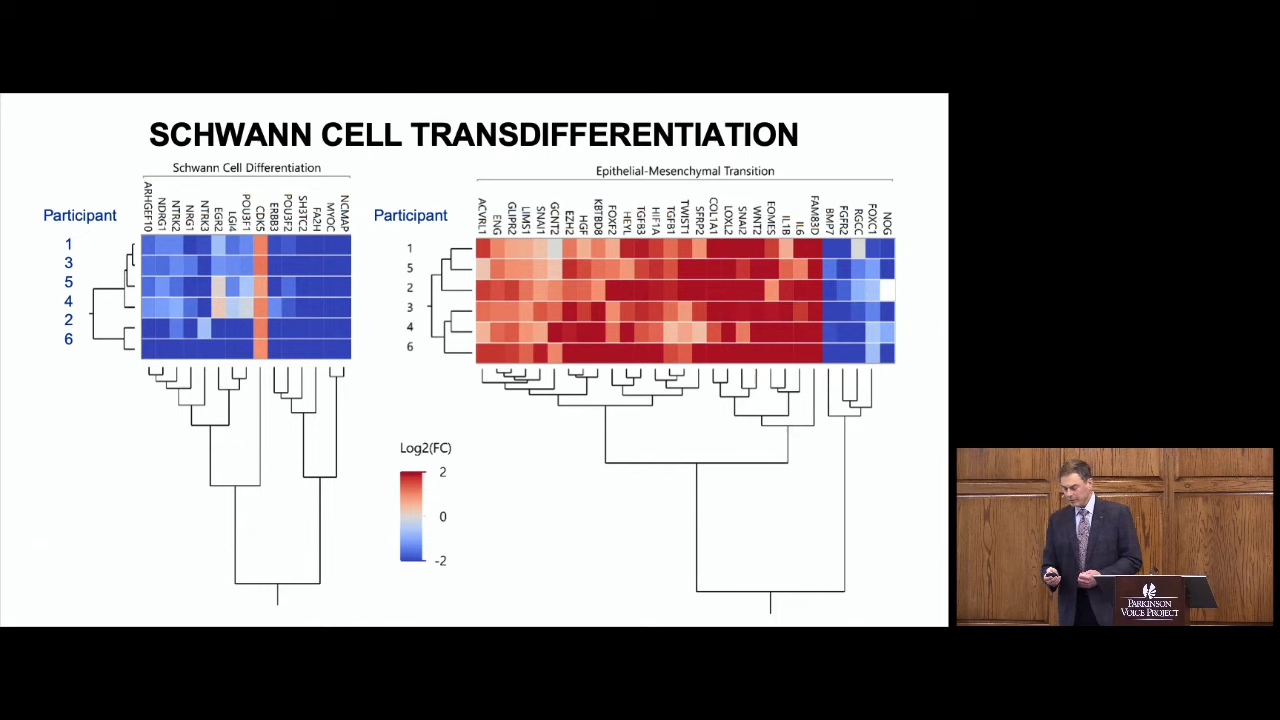 SCHWANN CELL TRANSDIFFERENTIATION
Schwann Cell Differentiation
ARHGEF10
NDRG1
NTRK2
NRG1
NTRK3
EGR2
LGI4
POU3F1
CDK5
ERBB3
POU3F2
SH3TC2
FA2H
MYOC
NCMAP
Participant
1
3
5
4
2
6
Epithelial-Mesenchymal Transition
ACVRL1
ENG
GLIPR2
LIMS1
SNAI1
GCNT2
EZH2
HGF
KBTBD8
FOXF2
HEYL
TGFB3
HIF1A
TGFB1
TWIST1
SFRP2
COL1A1
LOXL2
SNAI2
WNT2
EOMES
IL1B
IL6
FAM83D
BMP7
FGFR2
RGCC
FOXC1
NOG
Participant
1
5
2
3
4
6
Log2(FC)
2
0
-2
PARKINSON
VOICE PROJECT